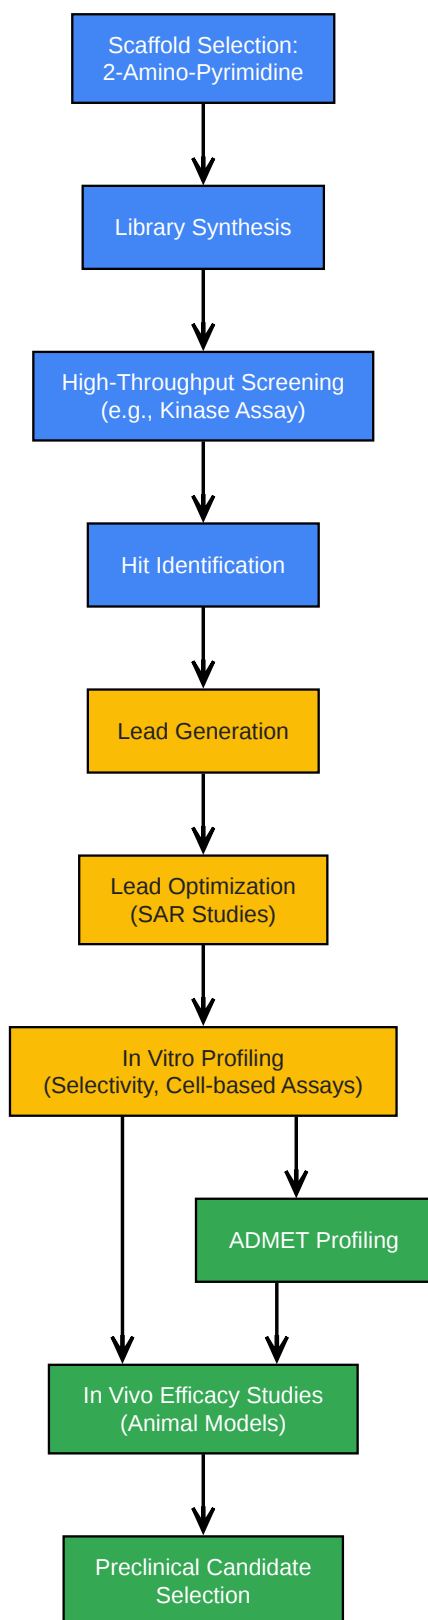 Scaffold Selection:
2-Amino-Pyrimidine
Library Synthesis
High-Throughput Screening
(e.g., Kinase Assay)
Hit Identification
Lead Generation
Lead Optimization
(SAR Studies)
In Vitro Profiling
(Selectivity, Cell-based Assays)
ADMET Profiling
In Vivo Efficacy Studies
(Animal Models)
Preclinical Candidate
Selection